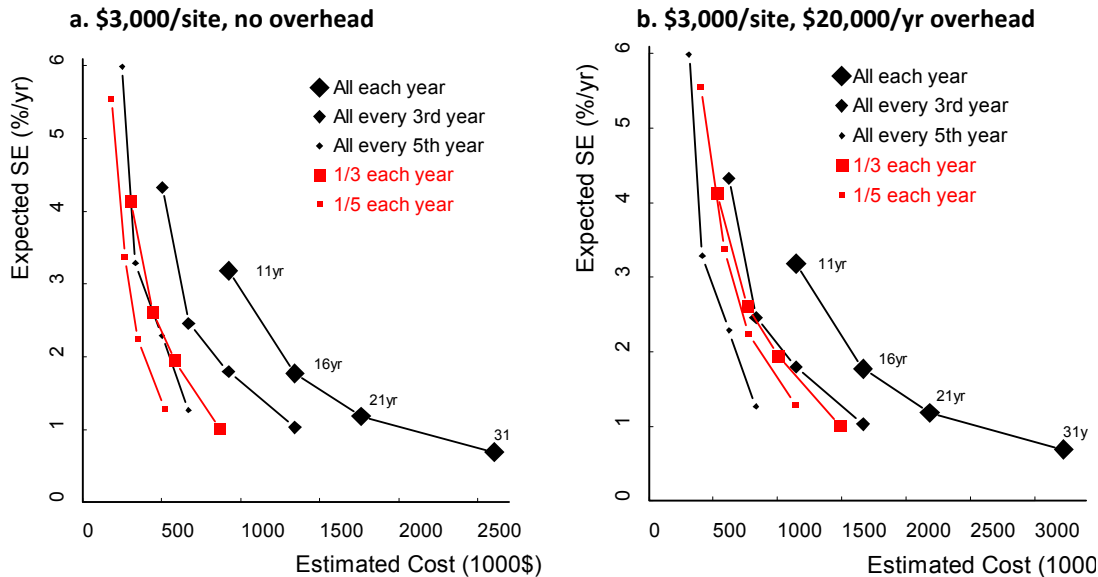 a. $3,000/site, no overhead
Expected SE (%/yr)
6
5
4
3
2
1
0
All each year
All every 3rd year
All every 5th year
1/3 each year
1/5 each year
11yr
16yr
21yr
31
0 500 1000 1500 2000 2500
Estimated Cost (1000$)
b. $3,000/site, $20,000/yr overhead
Expected SE (%/yr)
6
5
4
3
2
1
0
All each year
All every 3rd year
All every 5th year
1/3 each year
1/5 each year
11yr
16yr
21yr
31y
0 500 1000 1500 2000 2500 3000
Estimated Cost (1000